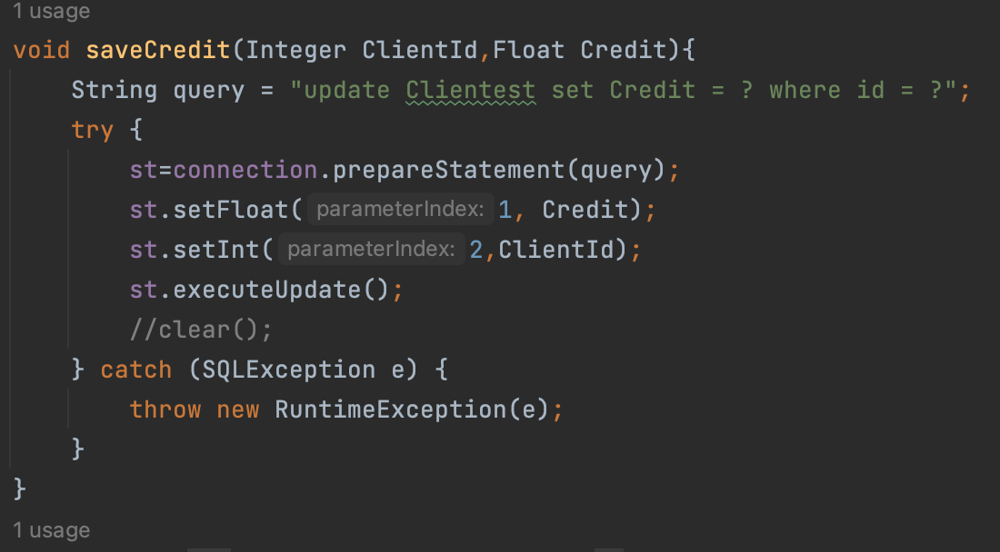 1 usage
void saveCredit(Integer ClientId,Float Credit){
String query = "update Clientest set Credit = ? where id = ?";
try {
st=connection.prepareStatement(query);
st.setFloat( parameterIndex: 1, Credit);
st.setInt( parameterIndex: 2,ClientId);
st.executeUpdate();
//clear();
} catch (SQLException e) {
throw new RuntimeException(e);
}
}
1 usage